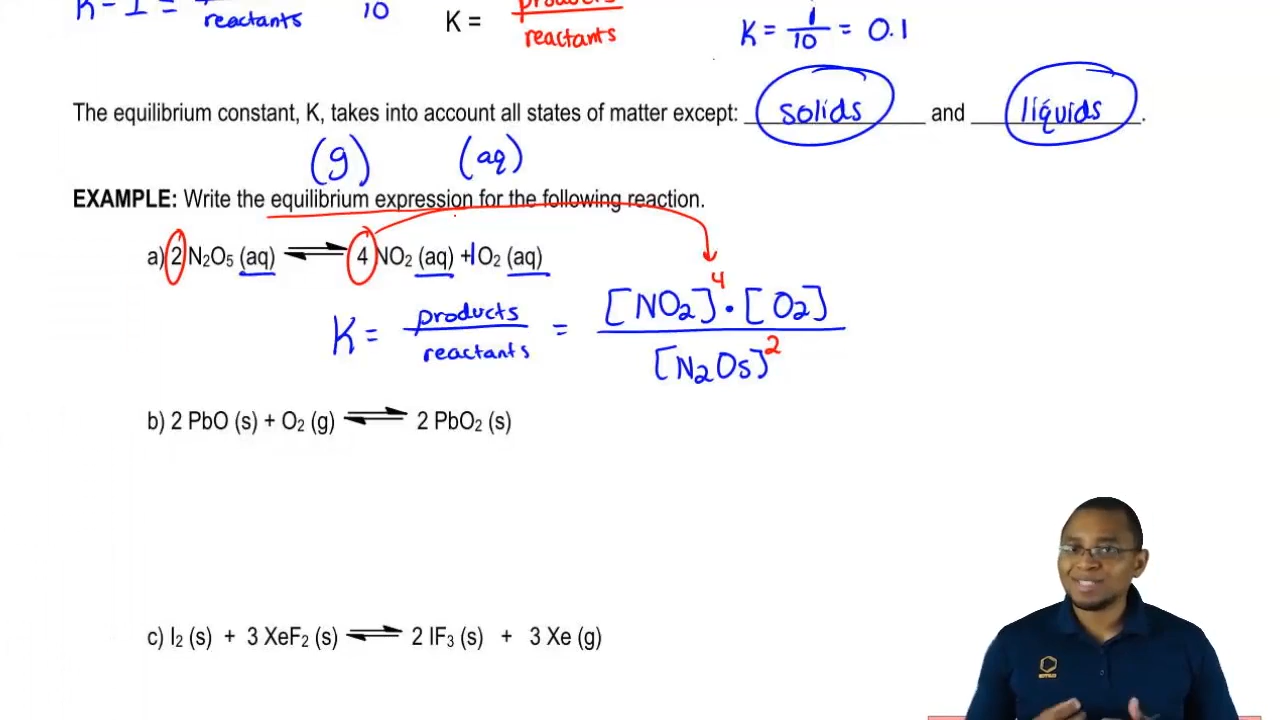 K-1 =
reactants
10
K =
products
reactants
K = 1/10 = 0.1
The equilibrium constant, K, takes into account all states of matter except: solids and liquids.
(g) (aq)
EXAMPLE: Write the equilibrium expression for the following reaction.
a) 2 N₂O₅ (aq) ⇌ 4 NO₂ (aq) + 1 O₂ (aq)
K = products/reactants = [NO₂]⁴ · [O₂] / [N₂O₅]²
b) 2 PbO (s) + O₂ (g) ⇌ 2 PbO₂ (s)
c) I₂ (s) + 3 XeF₂ (s) ⇌ 2 IF₃ (s) + 3 Xe (g)